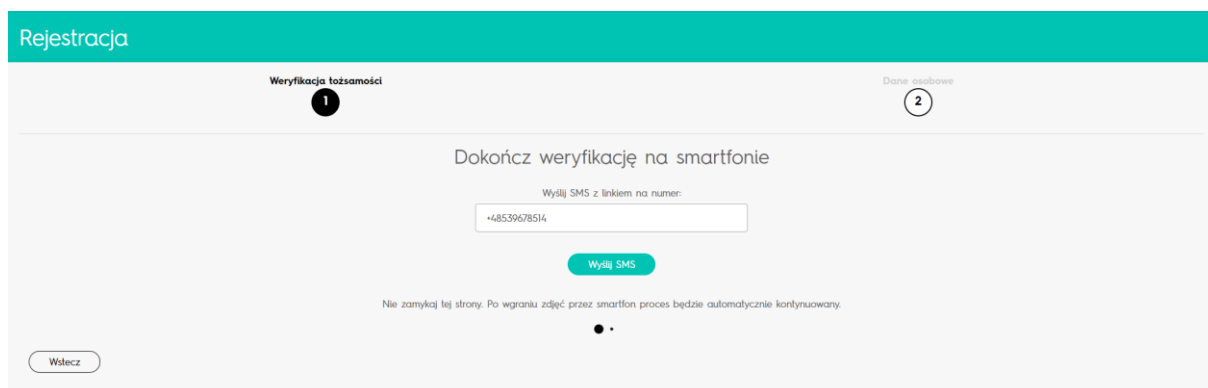 Rejestracja
Weryfikacja tożsamości
1
Dane osobowe
2
Dokończ weryfikację na smartfonie
Wyślij SMS z linkiem na numer:
+48539678514
Wyślij SMS
Nie zamykaj tej strony. Po wgraniu zdjęć przez smartfon proces będzie automatycznie kontynuowany.
Wstecz